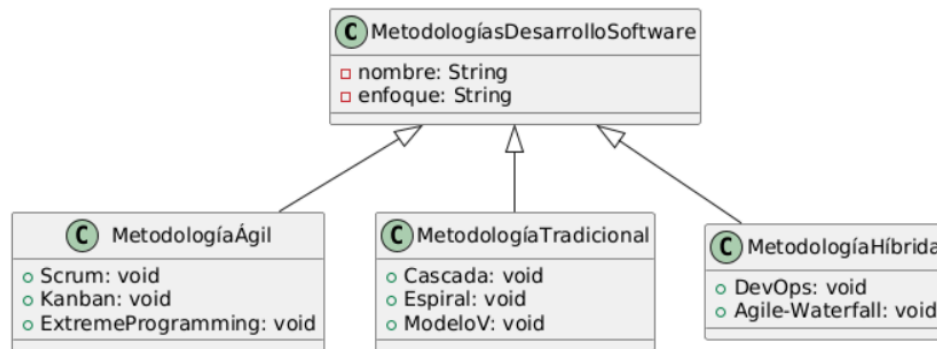 C MetodologíasDesarrolloSoftware
nombre: String
enfoque: String
C MetodologíaÁgil
Scrum: void
Kanban: void
ExtremeProgramming: void
C MetodologíaTradicional
Cascada: void
Espiral: void
ModeloV: void
C MetodologíaHíbrida
DevOps: void
Agile-Waterfall: void